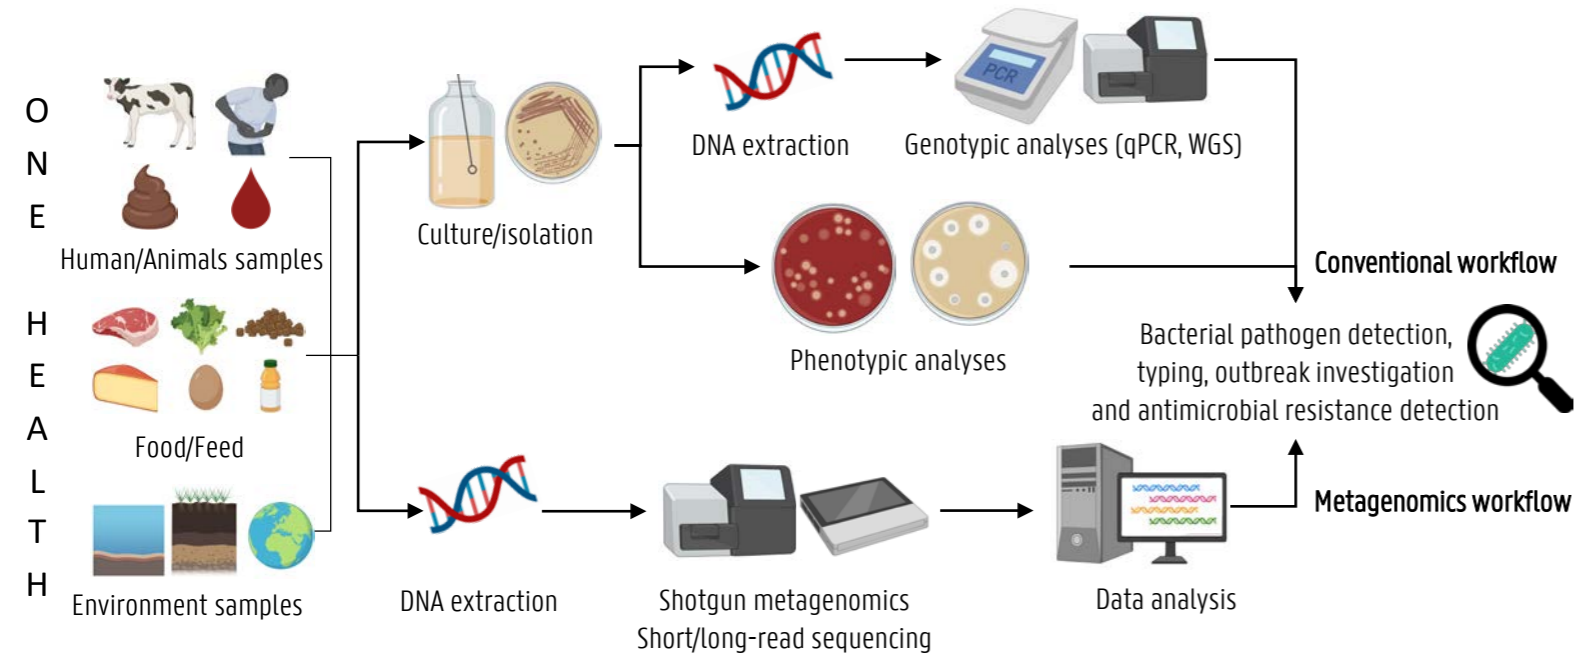 ONE HEALTH
Human/Animals samples
Food/Feed
Environment samples
Culture/isolation
DNA extraction
PCR
Genotypic analyses (qPCR, WGS)
Phenotypic analyses
Conventional workflow
Bacterial pathogen detection,
typing, outbreak investigation
and antimicrobial resistance detection
Metagenomics workflow
DNA extraction
Shotgun metagenomics
Short/long-read sequencing
Data analysis